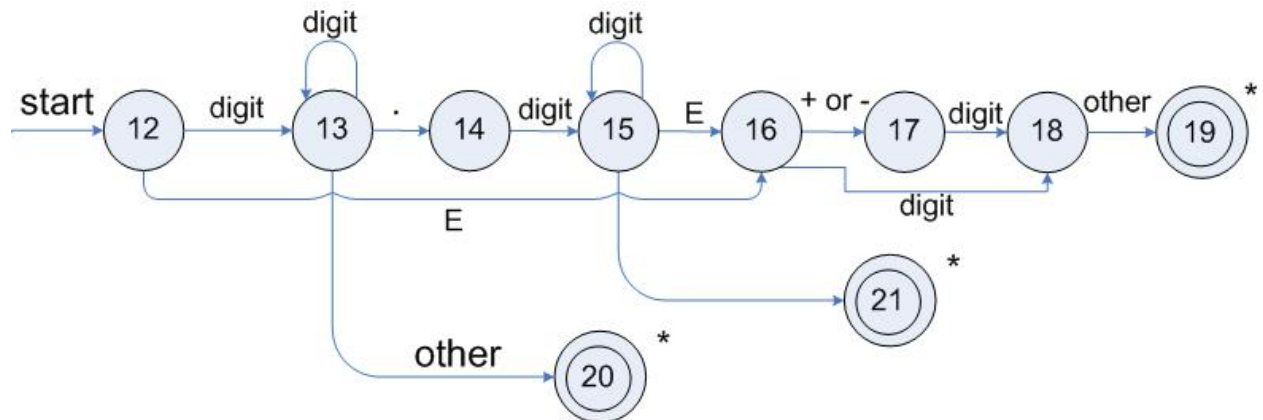 digit digit
start 12 digit 13 . 14 digit 15 E 16 + or - 17 digit 18 other 19 *
E digit
21 *
other 20 *